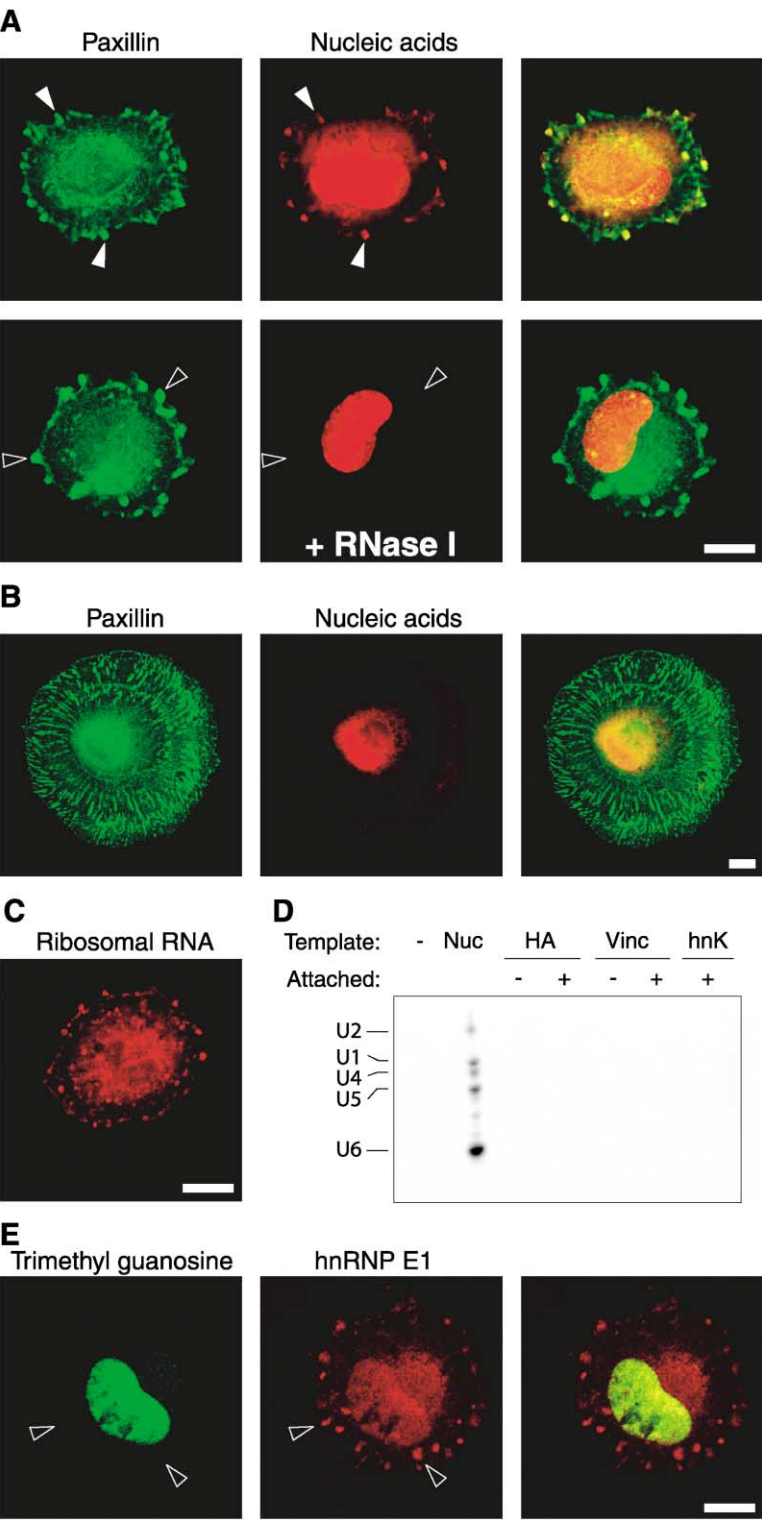 A
Paxillin Nucleic acids
+ RNase I
B
Paxillin Nucleic acids
C
Ribosomal RNA
D
Template: - Nuc HA Vinc hnK
Attached: - + - + +
U2
U1
U4
U5
U6
E
Trimethyl guanosine hnRNP E1